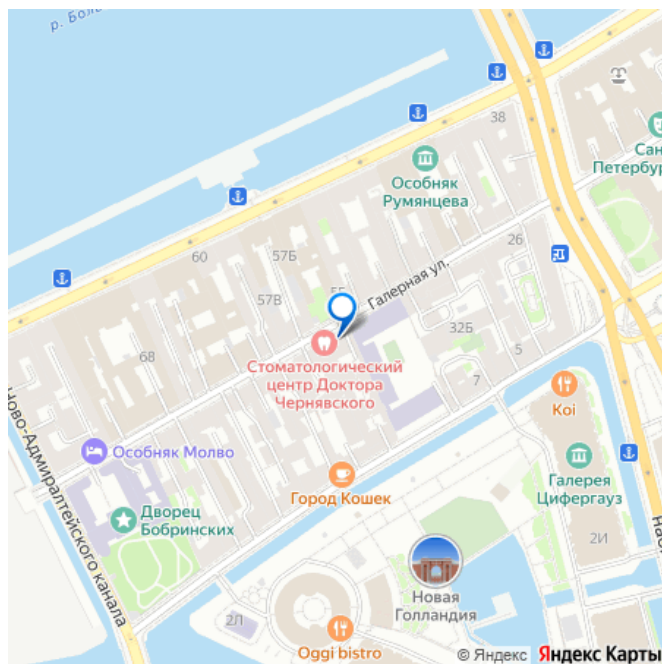 р. Бол
38
Сан
Петербур
Особняк
Румянцева
60
57Б
26
Галерная ул.
57В
32Б
68
5
Стоматологический
центр Доктора
Чернявского
7
Koi
Ново-Адмиралтейского канала
Особняк Молво
Город Кошек
Галерея
Цифергауз
Дворец
Бобринских
2И
Наб
Новая
Голландия
2Л
Oggi bistro
© Яндекс Яндекс Карты